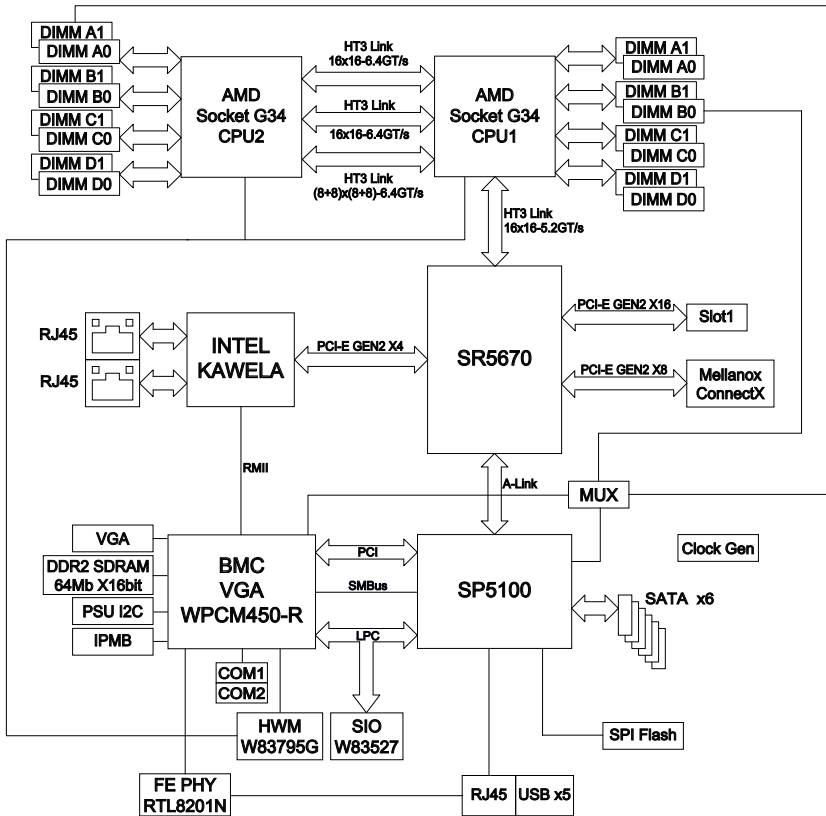 DIMM A1
DIMM A0
DIMM B1
DIMM B0
DIMM C1
DIMM C0
DIMM D1
DIMM D0
AMD
Socket G34
CPU2
HT3 Link
16x16-6.4GT/s
HT3 Link
16x16-6.4GT/s
HT3 Link
(8+8)x(8+8)-6.4GT/s
AMD
Socket G34
CPU1
DIMM A1
DIMM A0
DIMM B1
DIMM B0
DIMM C1
DIMM C0
DIMM D1
DIMM D0
HT3 Link
16x16-5.2GT/s
RJ45
RJ45
INTEL
KAWELA
PCI-E GEN2 X4
SR5670
PCI-E GEN2 X16
Slot1
PCI-E GEN2 X8
Mellanox
ConnectX
RMII
A-Link
MUX
VGA
DDR2 SDRAM
64Mb X16bit
PSU I2C
IPMB
BMC
VGA
WPCM450-R
PCI
SMBus
LPC
SP5100
Clock Gen
SATA x6
COM1
COM2
HWM
W83795G
SIO
W83527
SPI Flash
FE PHY
RTL8201N
RJ45
USB x5